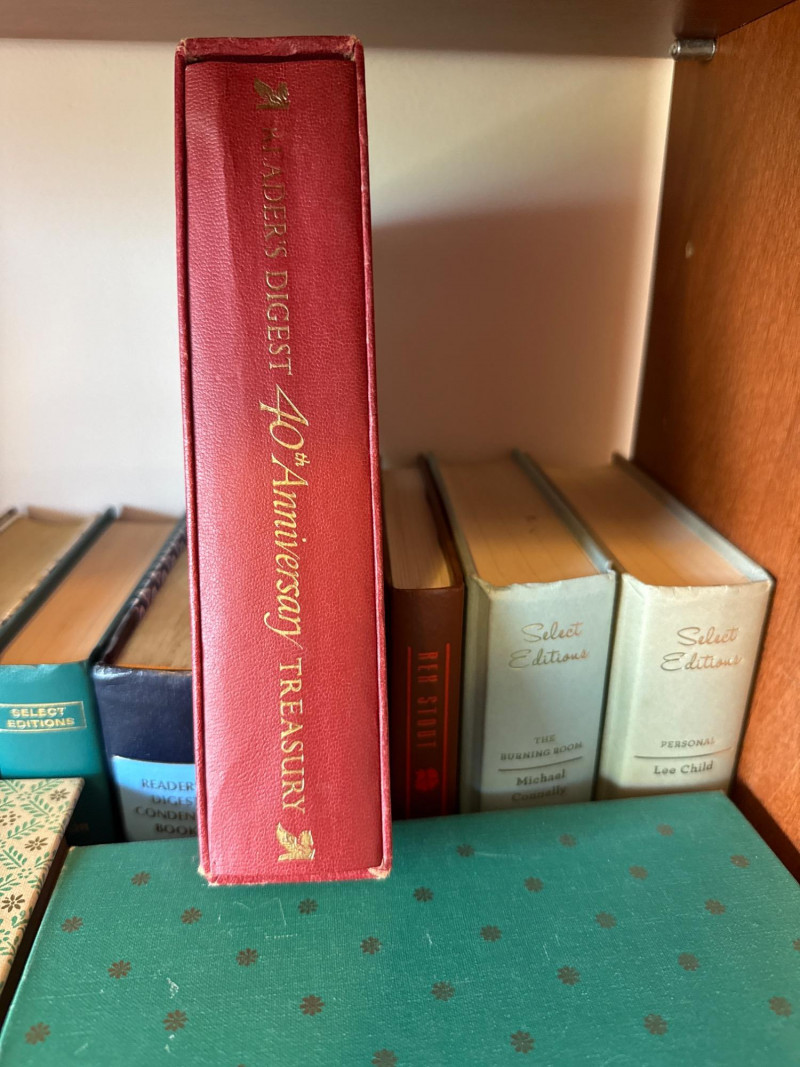 READER'S DIGEST 40th Anniversary TREASURY
SELECT
EDITIONS
READER'S
DIGEST
CONDEN
BOOK
REX STOUT
Select
Editions
THE
BURNING ROOM
Michael
Connelly
Select
Editions
PERSONAL
Lee Child